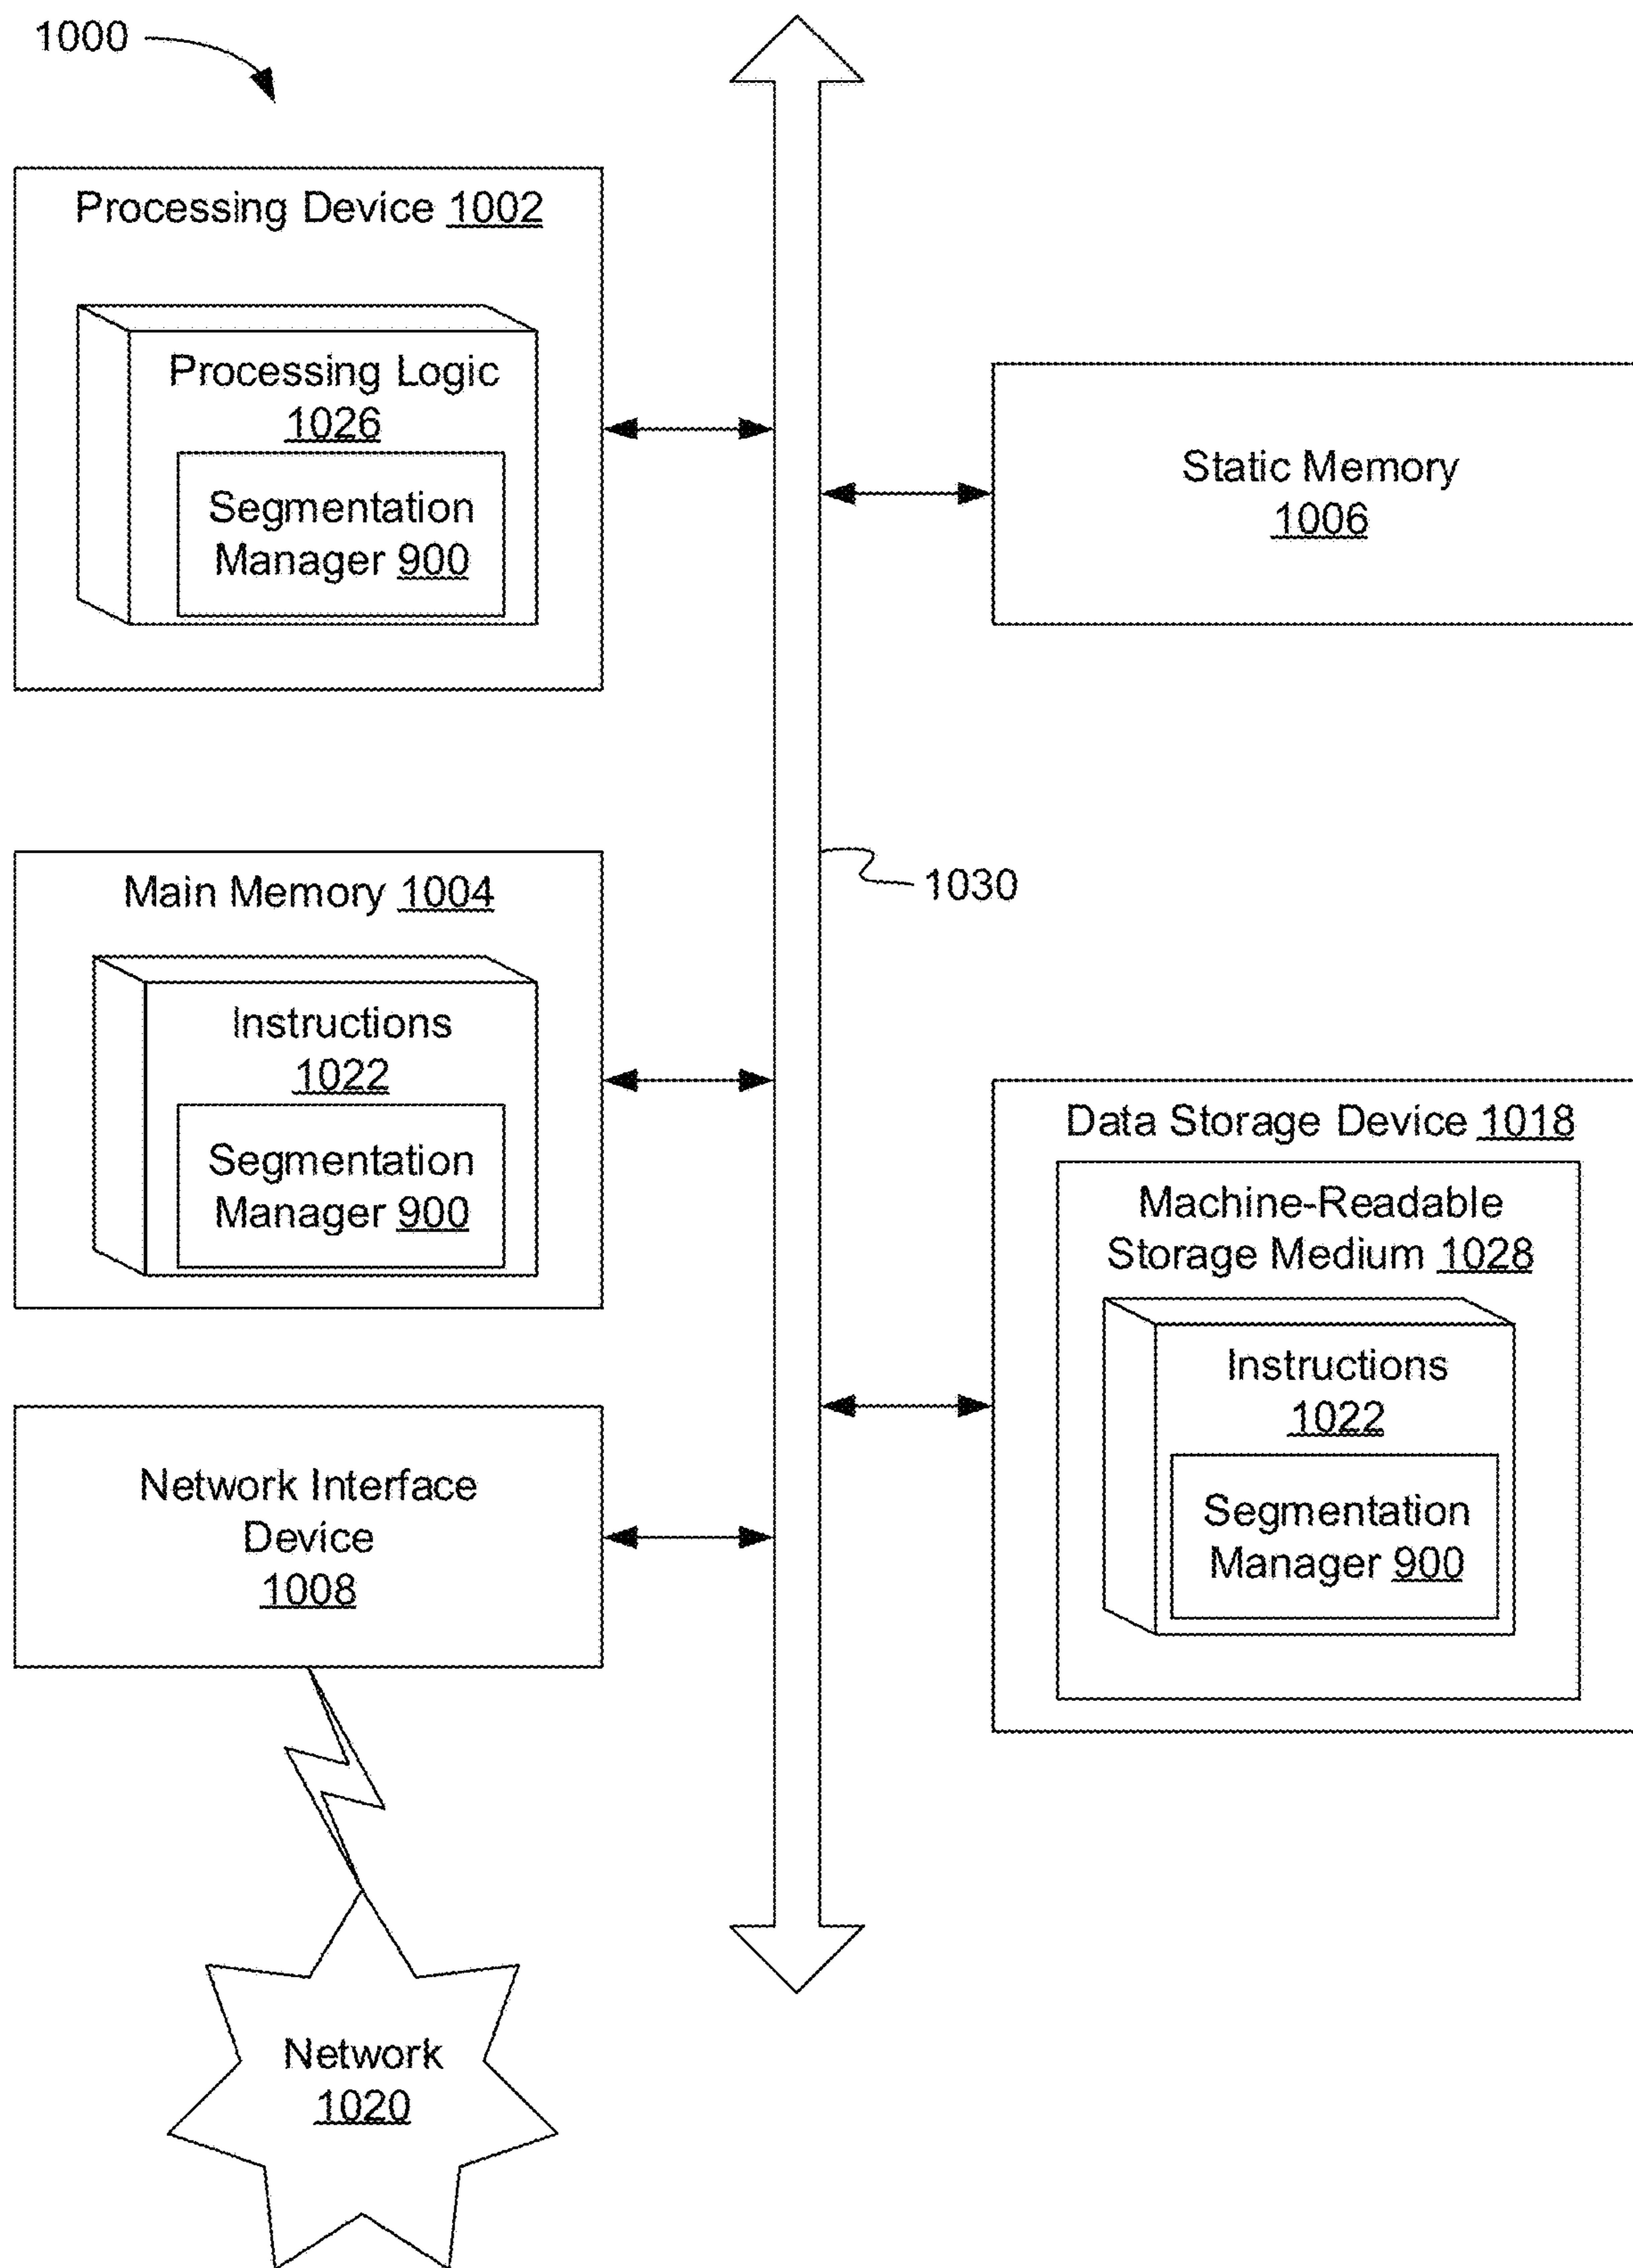 1000
Processing Device 1002
Processing Logic
1026
Segmentation
Manager 900
Static Memory
1006
Main Memory 1004
1030
Instructions
1022
Segmentation
Manager 900
Data Storage Device 1018
Machine-Readable
Storage Medium 1028
Instructions
1022
Segmentation
Manager 900
Network Interface
Device
1008
Network
1020